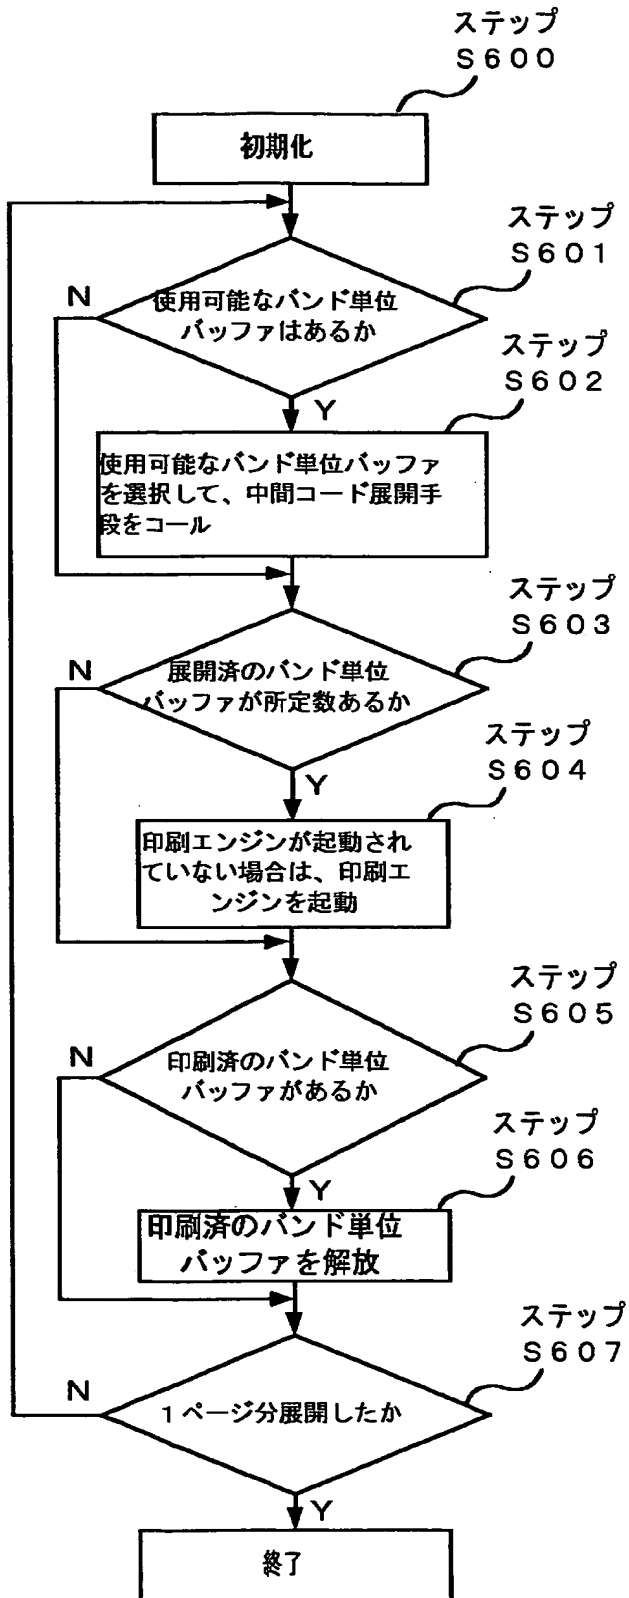 ステップ
S600
初期化
ステップ
S601
N
使用可能なバンド単位
バッファはあるか
Y
ステップ
S602
使用可能なバンド単位バッファ
を選択して、中間コード展開手
段をコール
ステップ
S603
N
展開済のバンド単位
バッファが所定数あるか
Y
ステップ
S604
印刷エンジンが起動され
ていない場合は、印刷エ
ンジンを起動
ステップ
S605
N
印刷済のバンド単位
バッファがあるか
Y
ステップ
S606
印刷済のバンド単位
バッファを解放
ステップ
S607
N
1ページ分展開したか
Y
終了